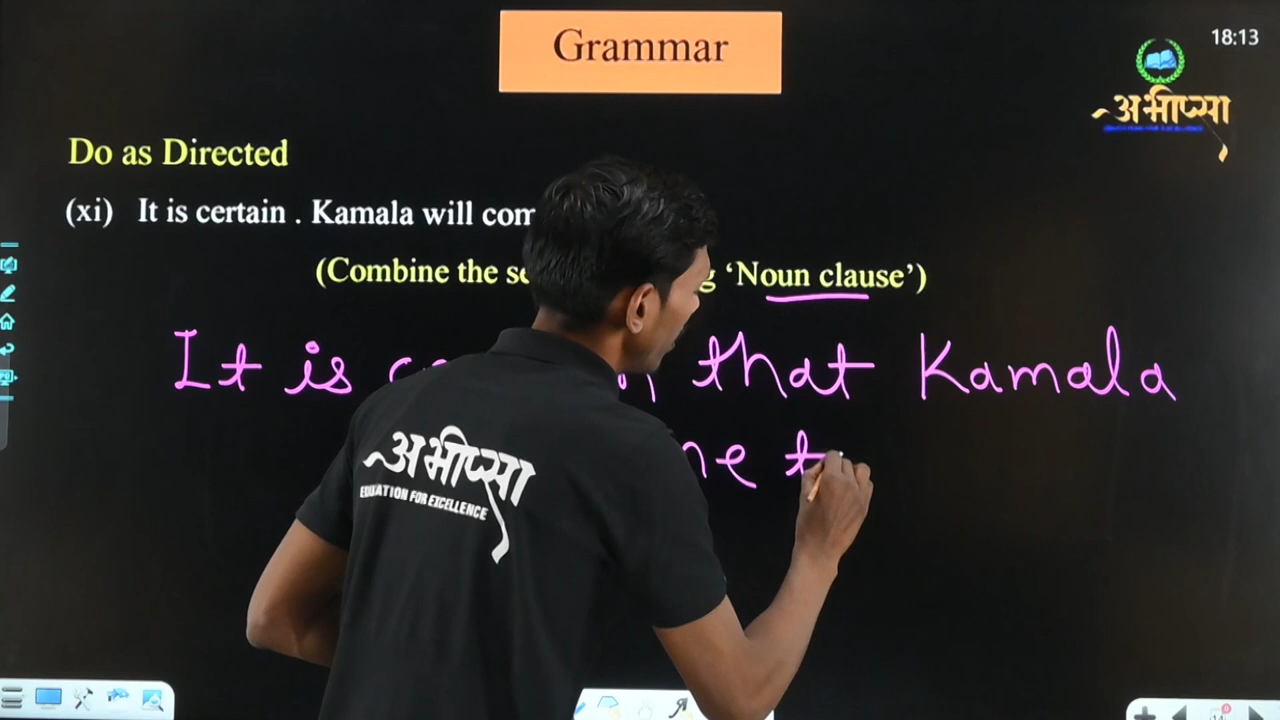 Grammar
18:13
अभीप्सा
Do as Directed
(xi) It is certain . Kamala will com
(Combine the se g ‘Noun clause’)
It is that Kamala
अभीप्सा
EDUCATION FOR EXCELLENCE